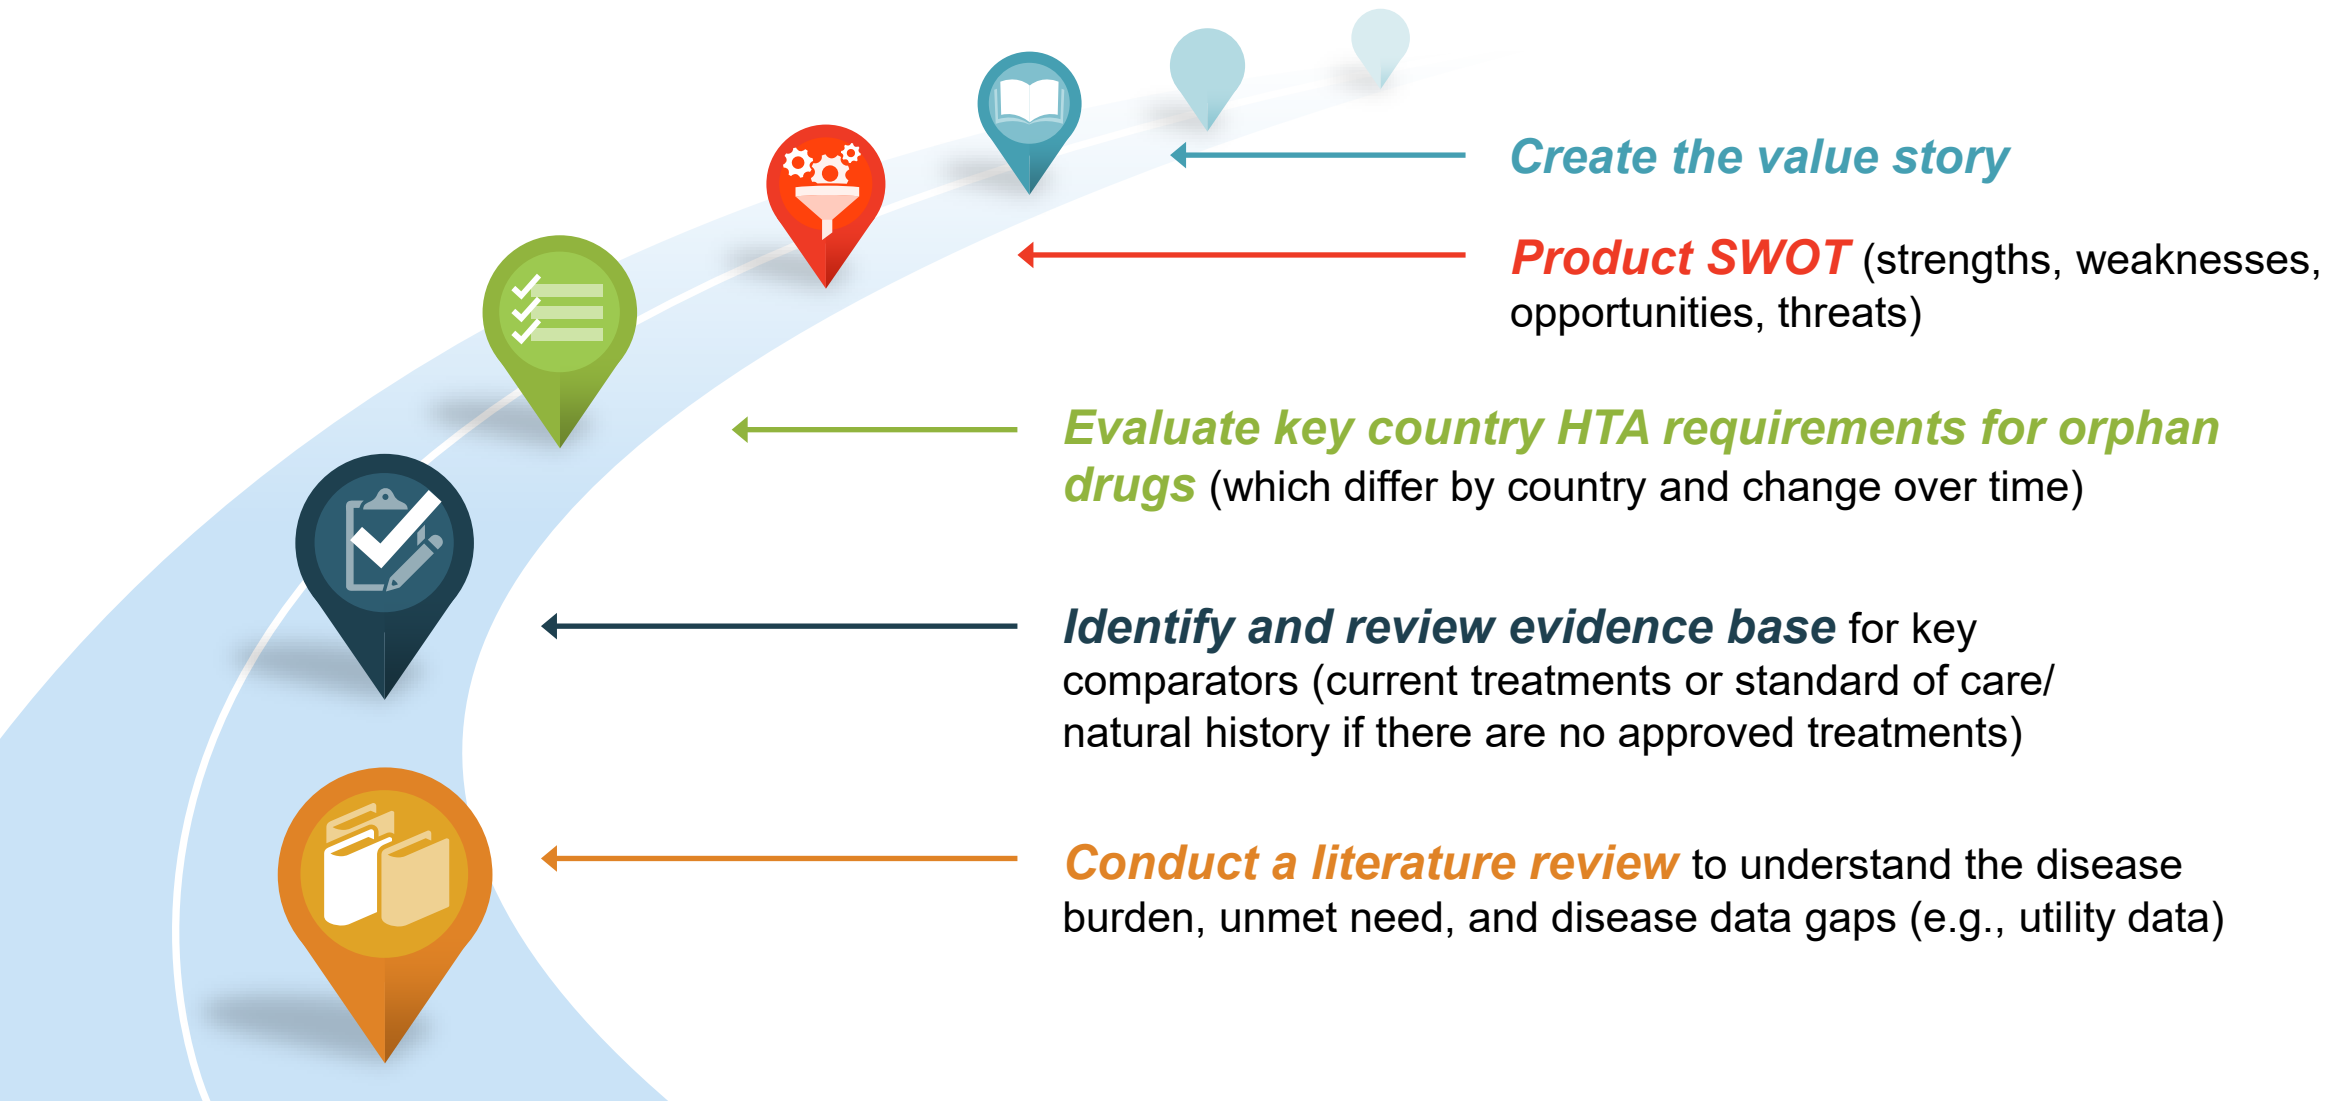 Create the value story
Product SWOT (strengths, weaknesses,
opportunities, threats)
Evaluate key country HTA requirements for orphan
drugs (which differ by country and change over time)
Identify and review evidence base for key
comparators (current treatments or standard of care/
natural history if there are no approved treatments)
Conduct a literature review to understand the disease
burden, unmet need, and disease data gaps (e.g., utility data)